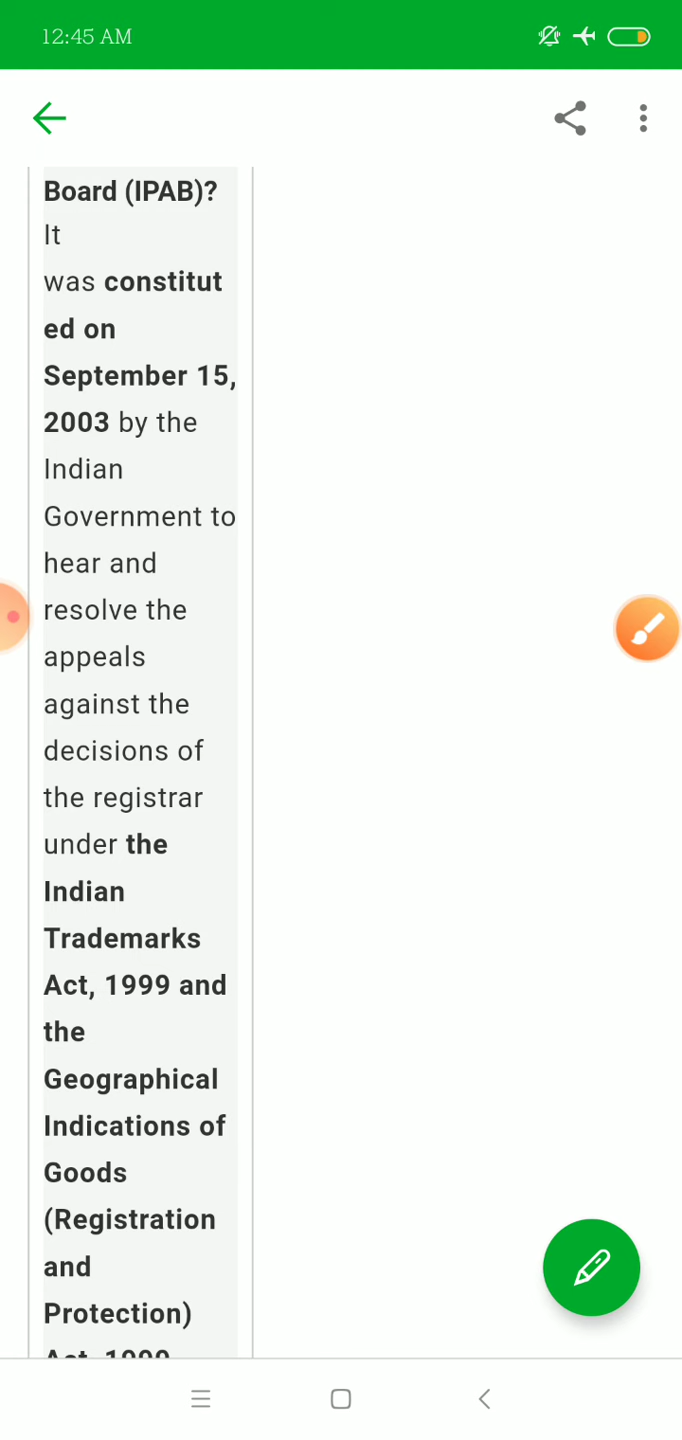 12:45 AM
Board (IPAB)?
It
was constitut
ed on
September 15,
2003 by the
Indian
Government to
hear and
resolve the
appeals
against the
decisions of
the registrar
under the
Indian
Trademarks
Act, 1999 and
the
Geographical
Indications of
Goods
(Registration
and
Protection)
Act, 1999